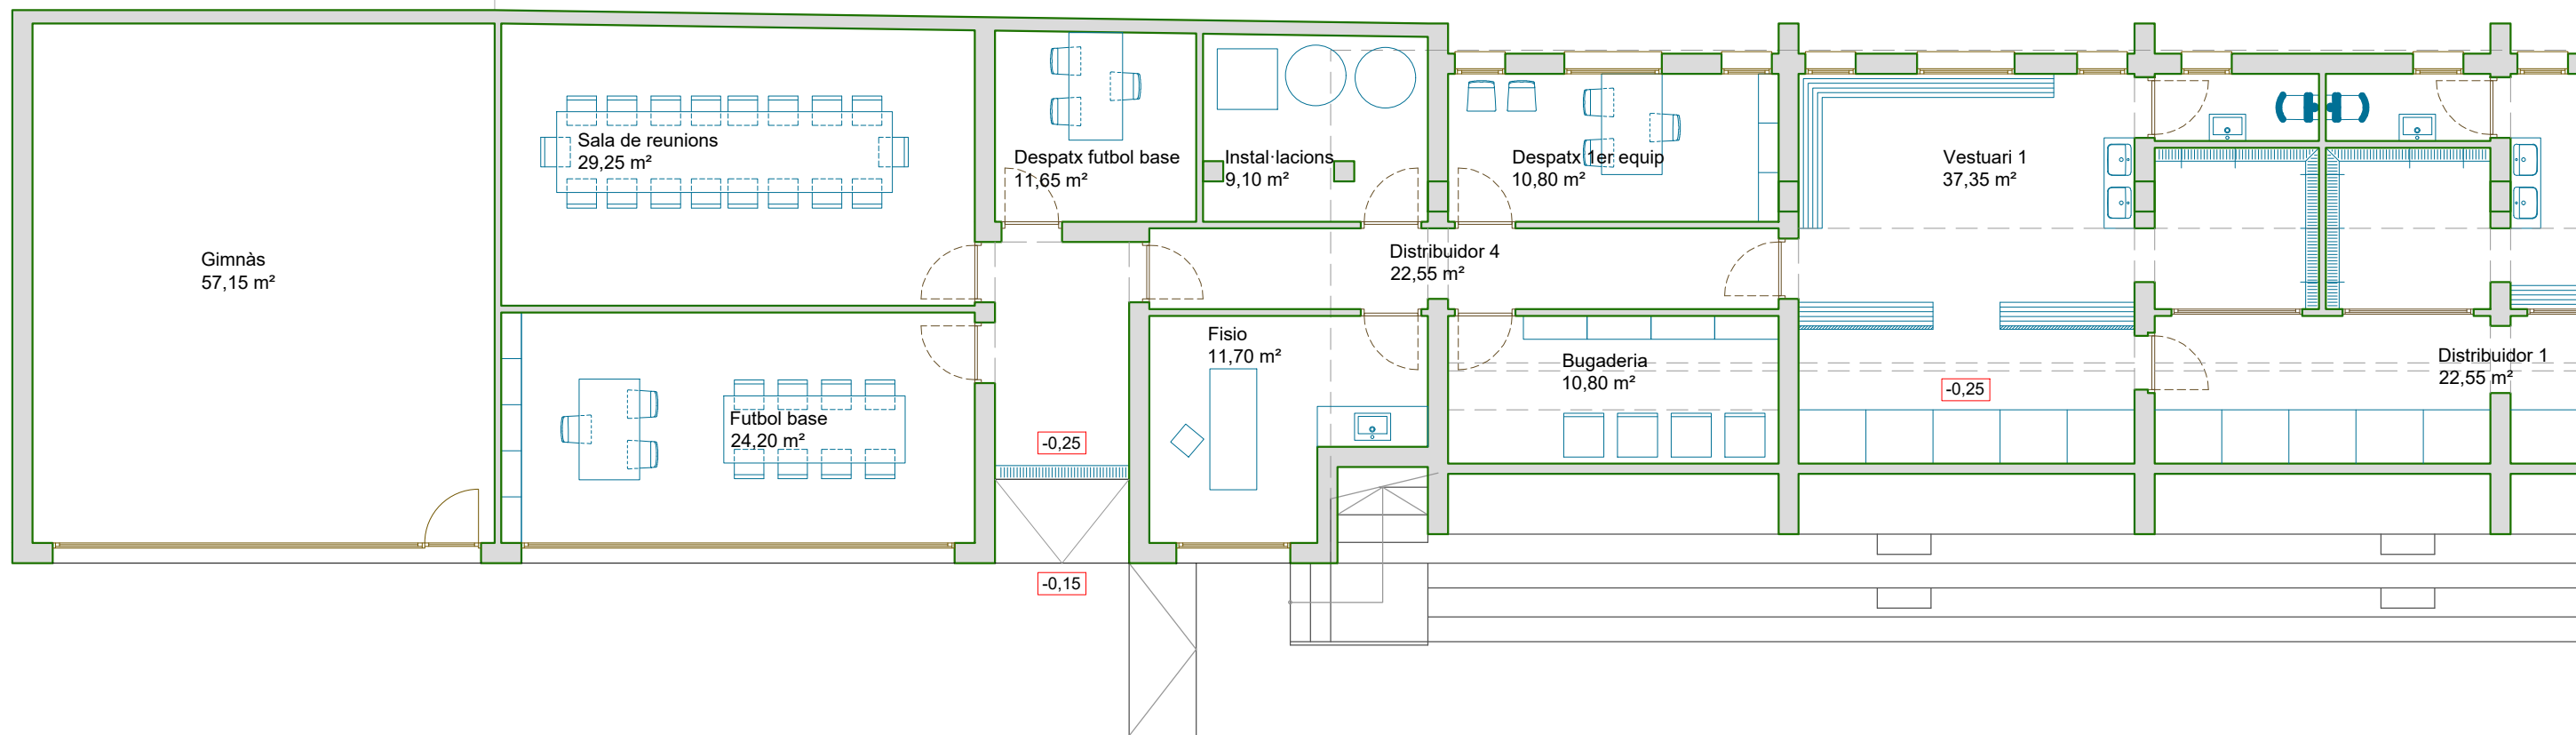 Sala de reunions
29,25 m²
Despatx futbol base
11,65 m²
Instal·lacions
9,10 m²
Despatx 1er equip
10,80 m²
Vestuari 1
37,35 m²
Gimnàs
57,15 m²
Distribuidor 4
22,55 m²
Fisio
11,70 m²
Bugaderia
10,80 m²
Distribuidor 1
22,55 m²
-0,25
Futbol base
24,20 m²
-0,25
-0,15